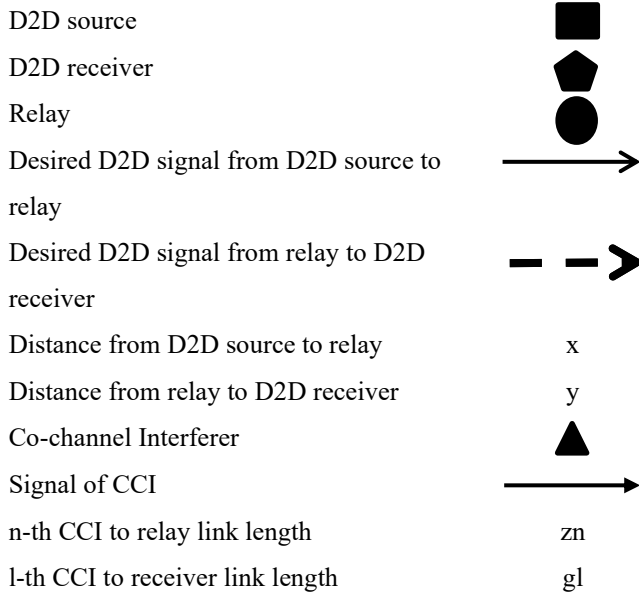 D2D source
D2D receiver
Relay
Desired D2D signal from D2D source to
relay
Desired D2D signal from relay to D2D
receiver
Distance from D2D source to relay x
Distance from relay to D2D receiver y
Co-channel Interferer
Signal of CCI
n-th CCI to relay link length zn
l-th CCI to receiver link length gl